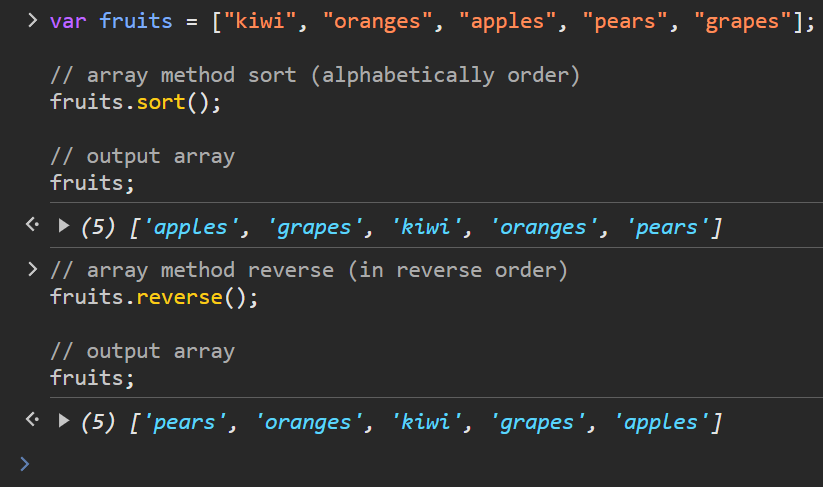 > var fruits = ["kiwi", "oranges", "apples", "pears", "grapes"];
// array method sort (alphabetically order)
fruits.sort();
// output array
fruits;
(5) ['apples', 'grapes', 'kiwi', 'oranges', 'pears']
> // array method reverse (in reverse order)
fruits.reverse();
// output array
fruits;
(5) ['pears', 'oranges', 'kiwi', 'grapes', 'apples']
>